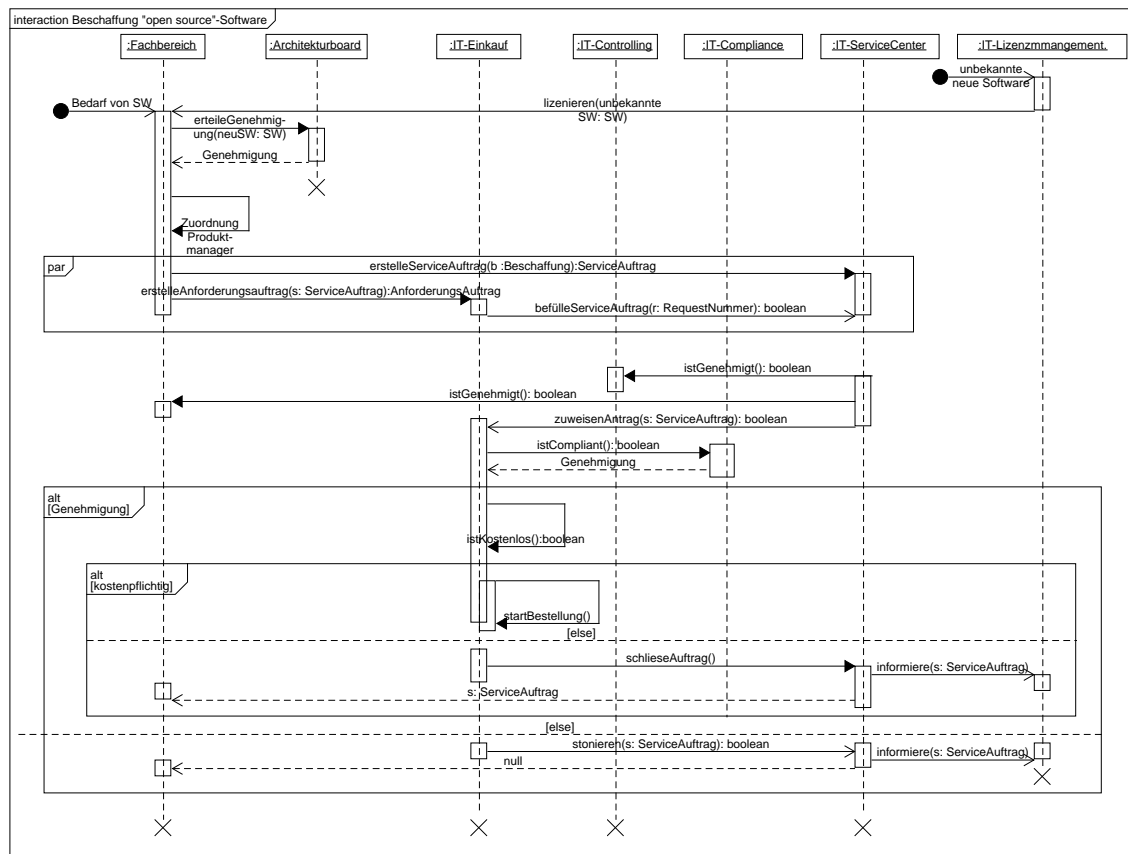 interaction Beschaffung "open source"-Software
:Fachbereich
:Architekturboard
:IT-Einkauf
:IT-Controlling
:IT-Compliance
:IT-ServiceCenter
:IT-Lizenzmmangement.
unbekannte
neue Software
Bedarf von SW
lizenieren(unbekannte
SW: SW)
erteileGenehmig-
ung(neuSW: SW)
Genehmigung
Zuordnung
Produkt-
manager
par
erstelleServiceAuftrag(b :Beschaffung):ServiceAuftrag
erstelleAnforderungsauftrag(s: ServiceAuftrag):AnforderungsAuftrag
befülleServiceAuftrag(r: RequestNummer): boolean
istGenehmigt(): boolean
istGenehmigt(): boolean
zuweisenAntrag(s: ServiceAuftrag): boolean
istCompliant(): boolean
Genehmigung
alt
[Genehmigung]
istKostenlos():boolean
alt
[kostenpflichtig]
startBestellung()
[else]
schlieseAuftrag()
informiere(s: ServiceAuftrag)
s: ServiceAuftrag
[else]
stonieren(s: ServiceAuftrag): boolean
informiere(s: ServiceAuftrag)
null